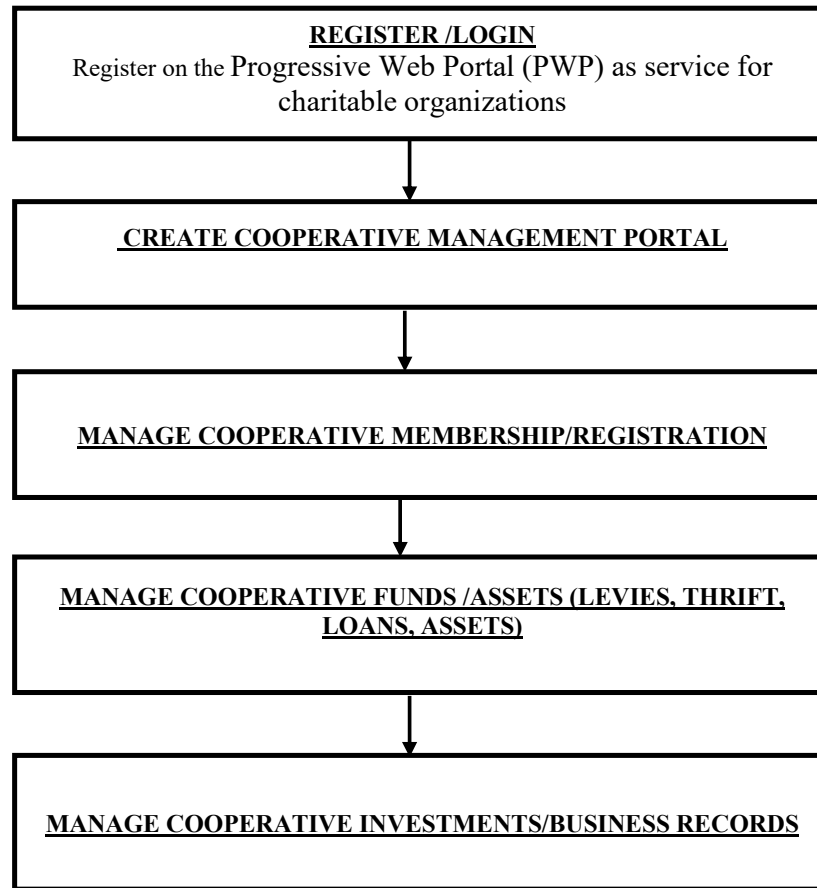 REGISTER /LOGIN
Register on the Progressive Web Portal (PWP) as service for
charitable organizations
CREATE COOPERATIVE MANAGEMENT PORTAL
MANAGE COOPERATIVE MEMBERSHIP/REGISTRATION
MANAGE COOPERATIVE FUNDS /ASSETS (LEVIES, THRIFT,
LOANS, ASSETS)
MANAGE COOPERATIVE INVESTMENTS/BUSINESS RECORDS